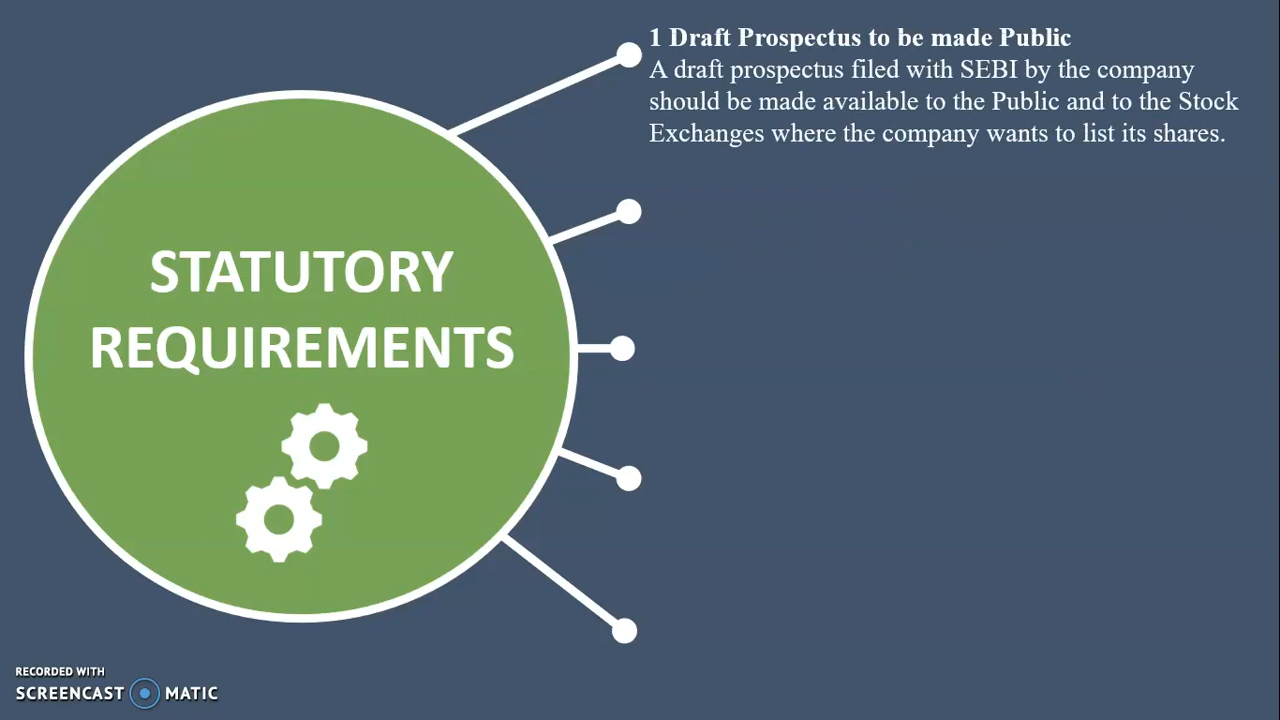 1 Draft Prospectus to be made Public
A draft prospectus filed with SEBI by the company
should be made available to the Public and to the Stock
Exchanges where the company wants to list its shares.
STATUTORY
REQUIREMENTS
RECORDED WITH
SCREENCAST MATIC